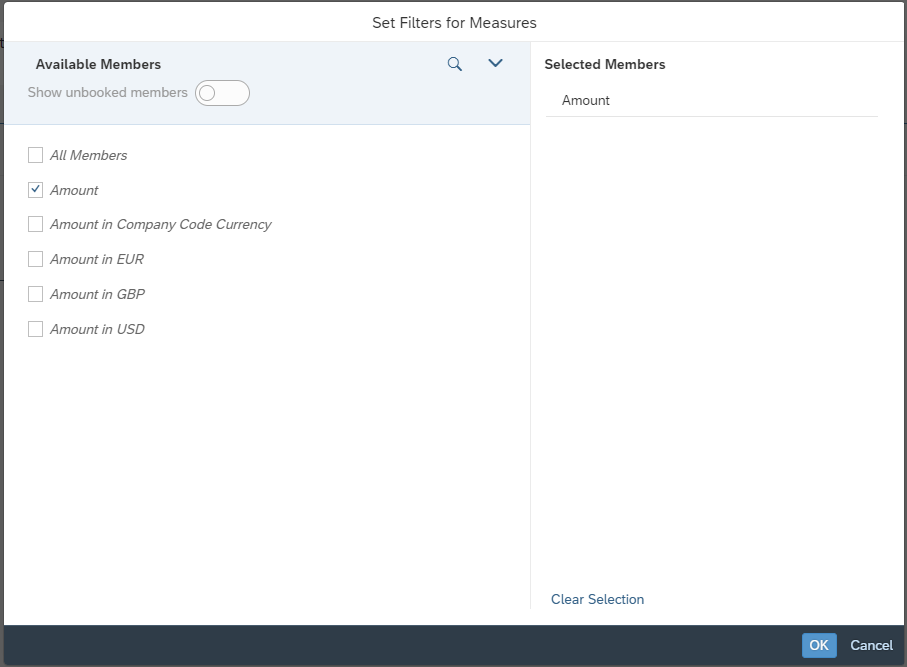 Set Filters for Measures
Available Members
Show unbooked members
All Members
Amount
Amount in Company Code Currency
Amount in EUR
Amount in GBP
Amount in USD
Selected Members
Amount
Clear Selection
OK
Cancel